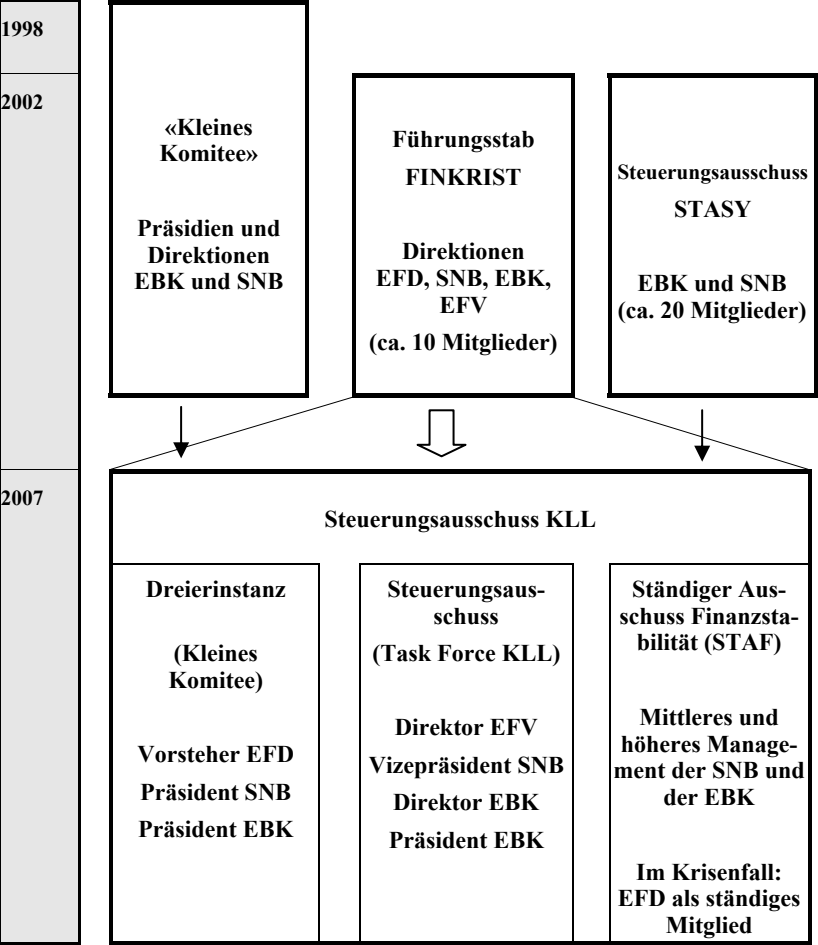 1998
«Kleines
Komitee»
Präsidien und
Direktionen
EBK und SNB
2002
Führungsstab
FINKRIST
Direktionen
EFD, SNB, EBK,
EFV
(ca. 10 Mitglieder)
Steuerungsausschuss
STASY
EBK und SNB
(ca. 20 Mitglieder)
2007
Steuerungsausschuss KLL
Dreierinstanz
(Kleines
Komitee)
Vorsteher EFD
Präsident SNB
Präsident EBK
Steuerungsaus-
schuss
(Task Force KLL)
Direktor EFV
Vizepräsident SNB
Direktor EBK
Präsident EBK
Ständiger Aus-
schuss Finanzsta-
bilität (STAF)
Mittleres und
höheres Manage-
ment der SNB und
der EBK
Im Krisenfall:
EFD als ständiges
Mitglied